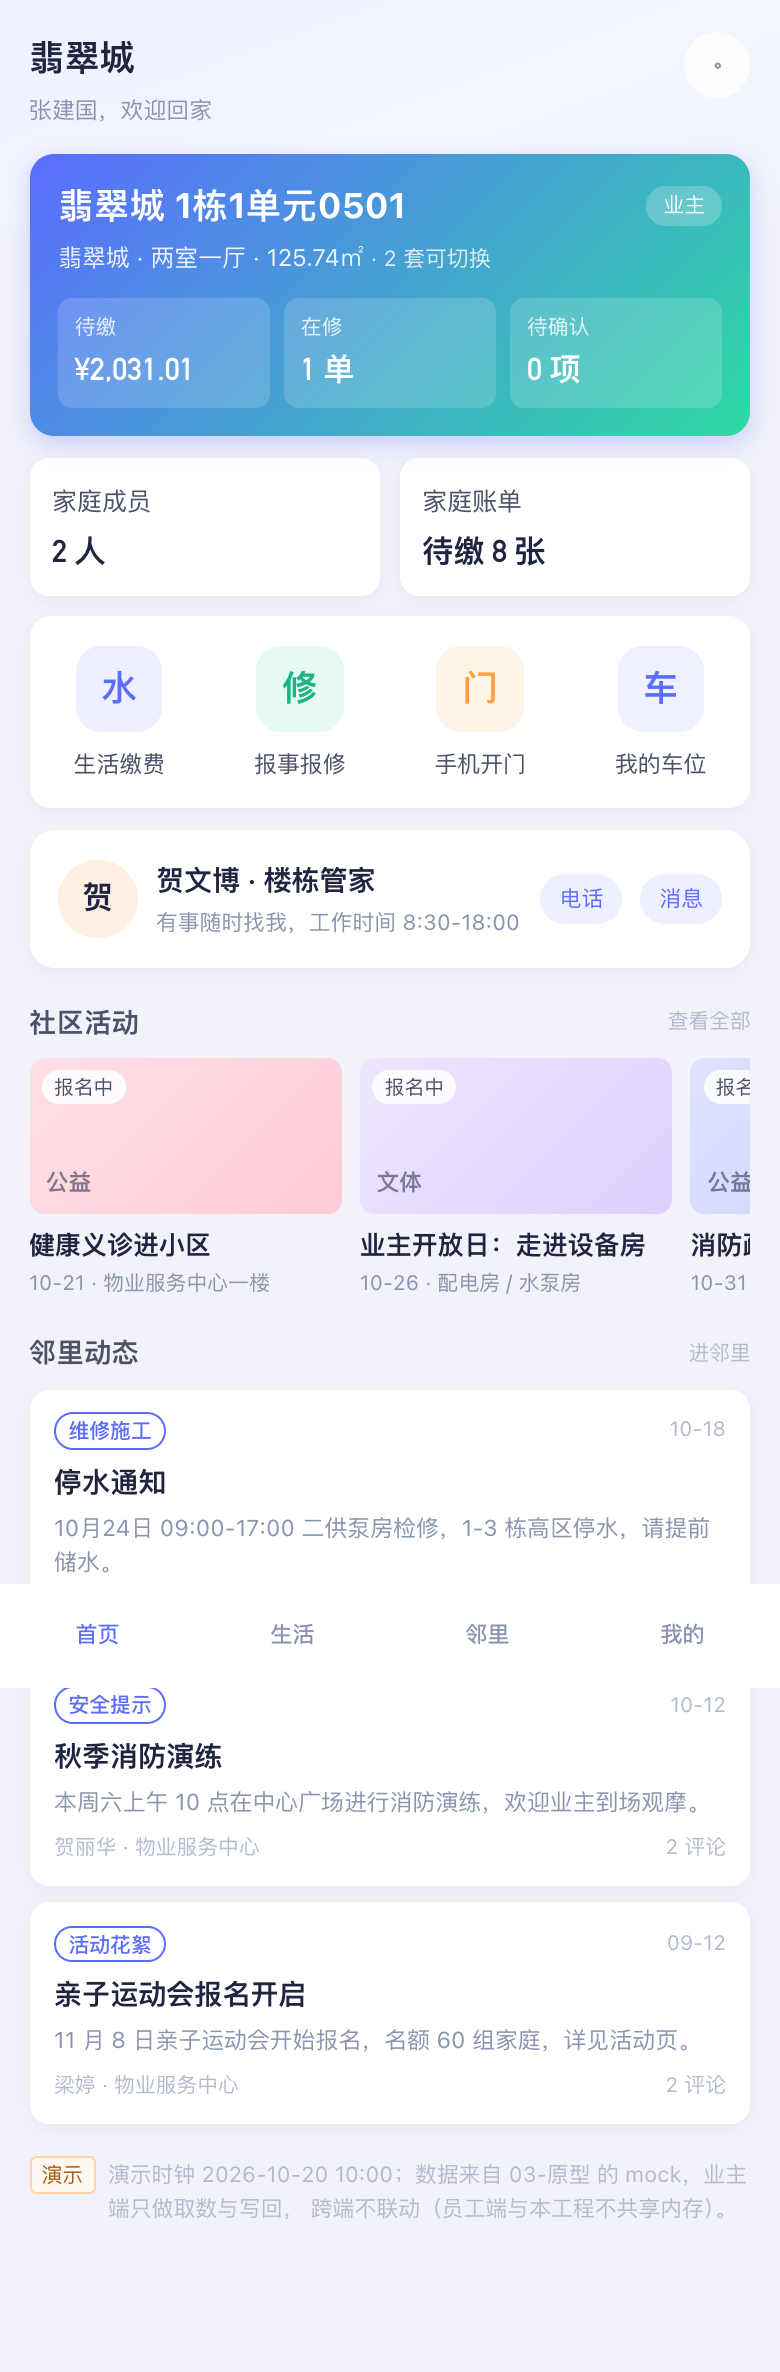 翡翠城
张建国，欢迎回家
翡翠城 1栋1单元0501
业主
翡翠城 · 两室一厅 · 125.74㎡ · 2 套可切换
待缴
¥2,031.01
在修
1 单
待确认
0 项
家庭成员
2 人
家庭账单
待缴 8 张
水
生活缴费
修
报事报修
门
手机开门
车
我的车位
贺
贺文博 · 楼栋管家
有事随时找我，工作时间 8:30-18:00
电话
消息
社区活动
查看全部
报名中
公益
健康义诊进小区
10-21 · 物业服务中心一楼
报名中
文体
业主开放日：走进设备房
10-26 · 配电房 / 水泵房
报名
公益
消防
10-31
邻里动态
进邻里
维修施工
10-18
停水通知
10月24日 09:00-17:00 二供泵房检修，1-3 栋高区停水，请提前
储水。
首页
生活
邻里
我的
安全提示
10-12
秋季消防演练
本周六上午 10 点在中心广场进行消防演练，欢迎业主到场观摩。
贺丽华 · 物业服务中心
2 评论
活动花絮
09-12
亲子运动会报名开启
11 月 8 日亲子运动会开始报名，名额 60 组家庭，详见活动页。
梁婷 · 物业服务中心
2 评论
演示
演示时钟 2026-10-20 10:00；数据来自 03-原型 的 mock，业主
端只做取数与写回， 跨端不联动（员工端与本工程不共享内存）。